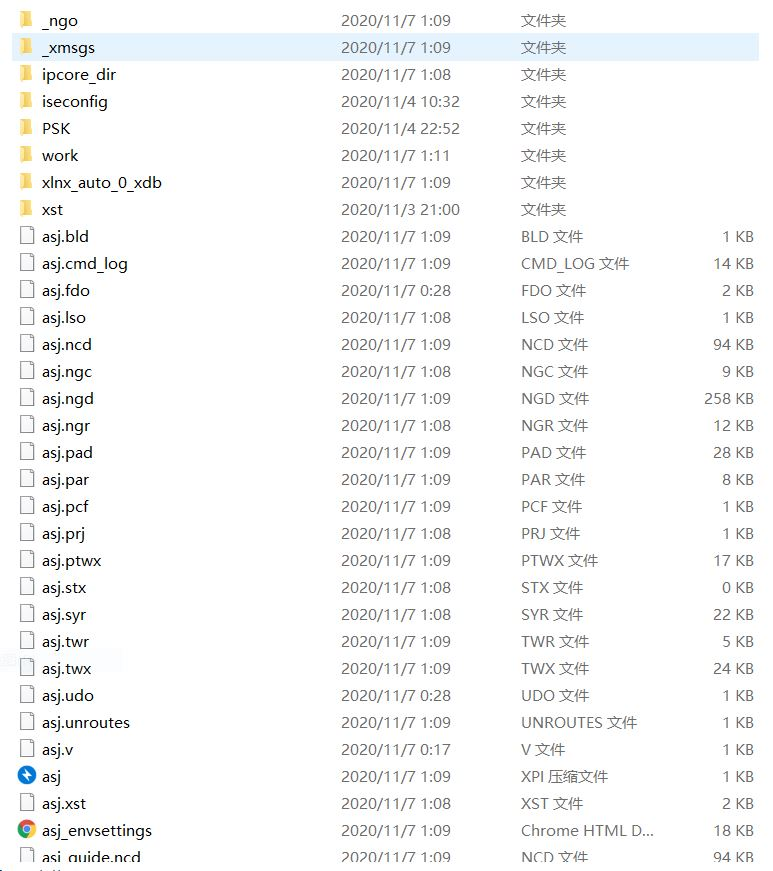 _ngo 2020/11/7 1:09 文件夹
_xmsgs 2020/11/7 1:09 文件夹
ipcore_dir 2020/11/7 1:08 文件夹
iseconfig 2020/11/4 10:32 文件夹
PSK 2020/11/4 22:52 文件夹
work 2020/11/7 1:11 文件夹
xlnx_auto_0_xdb 2020/11/7 1:09 文件夹
xst 2020/11/3 21:00 文件夹
asj.bld 2020/11/7 1:09 BLD 文件 1 KB
asj.cmd_log 2020/11/7 1:09 CMD_LOG 文件 14 KB
asj.fdo 2020/11/7 0:28 FDO 文件 2 KB
asj.lso 2020/11/7 1:08 LSO 文件 1 KB
asj.ncd 2020/11/7 1:09 NCD 文件 94 KB
asj.ngc 2020/11/7 1:08 NGC 文件 9 KB
asj.ngd 2020/11/7 1:09 NGD 文件 258 KB
asj.ngr 2020/11/7 1:08 NGR 文件 12 KB
asj.pad 2020/11/7 1:09 PAD 文件 28 KB
asj.par 2020/11/7 1:09 PAR 文件 8 KB
asj.pcf 2020/11/7 1:09 PCF 文件 1 KB
asj.prj 2020/11/7 1:08 PRJ 文件 1 KB
asj.ptwx 2020/11/7 1:09 PTWX 文件 17 KB
asj.stx 2020/11/7 1:08 STX 文件 0 KB
asj.syr 2020/11/7 1:08 SYR 文件 22 KB
asj.twr 2020/11/7 1:09 TWR 文件 5 KB
asj.twx 2020/11/7 1:09 TWX 文件 24 KB
asj.udo 2020/11/7 0:28 UDO 文件 1 KB
asj.unroutes 2020/11/7 1:09 UNROUTES 文件 1 KB
asj.v 2020/11/7 0:17 V 文件 1 KB
asj 2020/11/7 1:09 XPI 压缩文件 1 KB
asj.xst 2020/11/7 1:08 XST 文件 2 KB
asj_envsettings 2020/11/7 1:09 Chrome HTML D... 18 KB
asj_guide.ncd 2020/11/7 1:09 NCD 文件 94 KB